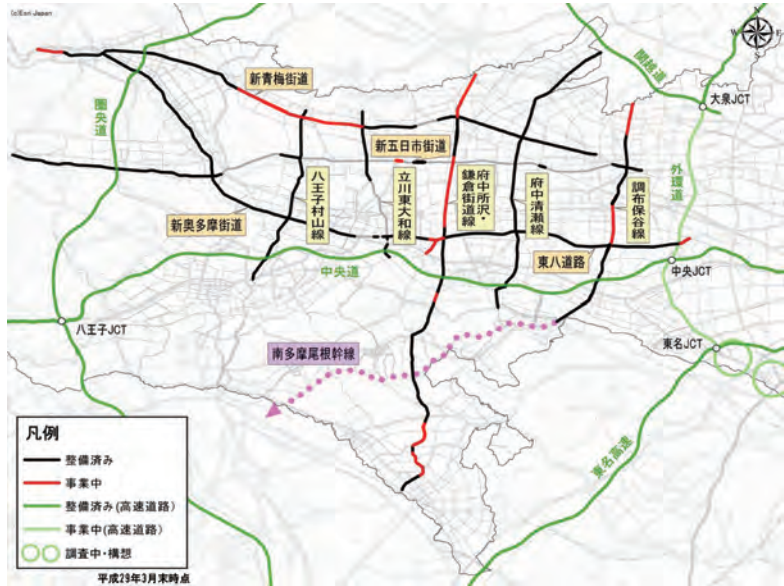 (c)Esri Japan
N
W
E
S
関越道
大泉JCT
新青梅街道
圏央道
新五日市街道
外環道
八王子村山線
立川東大和線
府中所沢・
鎌倉街道線
府中清瀬線
調布保谷線
新奥多摩街道
東八道路
中央道
中央JCT
八王子JCT
南多摩尾根幹線
東名JCT
東名高速
凡例
整備済み
事業中
整備済み(高速道路)
事業中(高速道路)
調査中・構想
平成29年3月末時点